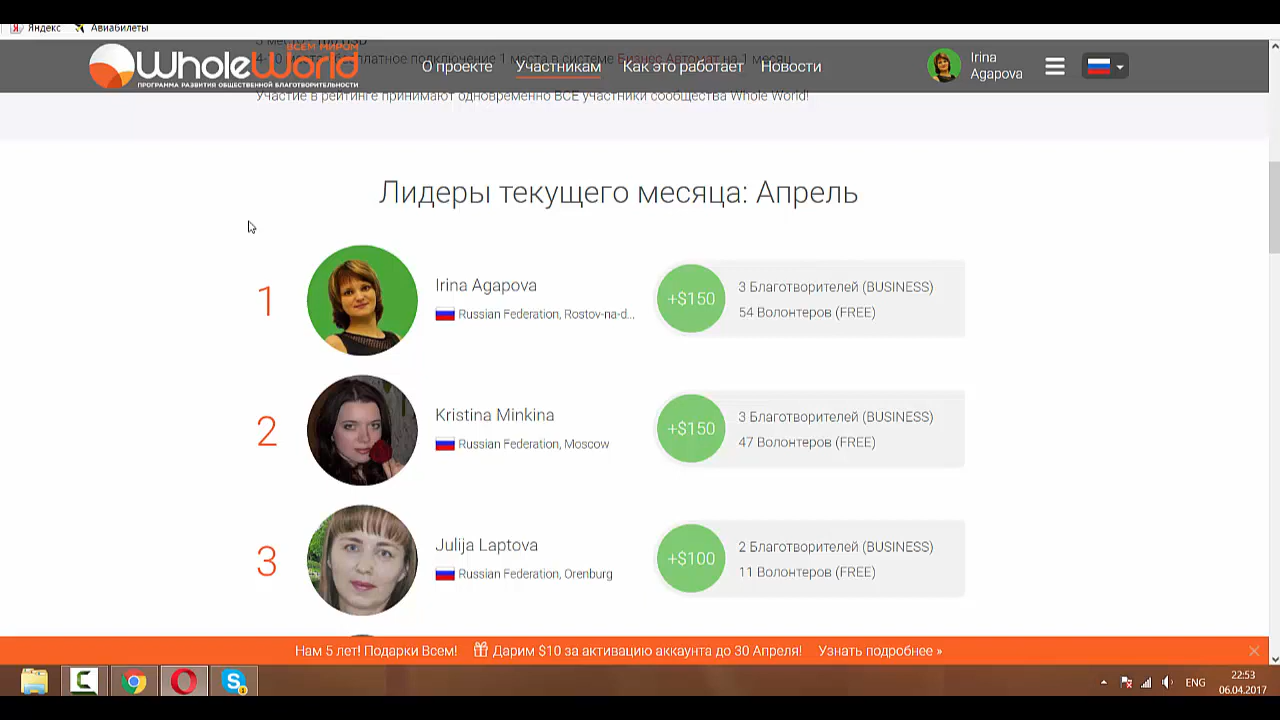 Яндекс Авиабилеты
ВСЕМ МИРОМ
WholeWorld
ПРОГРАММА РАЗВИТИЯ ОБЩЕСТВЕННОЙ БЛАГОТВОРИТЕЛЬНОСТИ
О проекте Участникам Как это работает Новости
Irina
Agapova
Участие в рейтинге принимают одновременно ВСЕ участники сообщества Whole World!
Лидеры текущего месяца: Апрель
1
Irina Agapova
Russian Federation, Rostov-na-d...
+$150
3 Благотворителей (BUSINESS)
54 Волонтеров (FREE)
2
Kristina Minkina
Russian Federation, Moscow
+$150
3 Благотворителей (BUSINESS)
47 Волонтеров (FREE)
3
Julija Laptova
Russian Federation, Orenburg
+$100
2 Благотворителей (BUSINESS)
11 Волонтеров (FREE)
Нам 5 лет! Подарки Всем! Дарим $10 за активацию аккаунта до 30 Апреля! Узнать подробнее »
ENG
22:53
06.04.2017